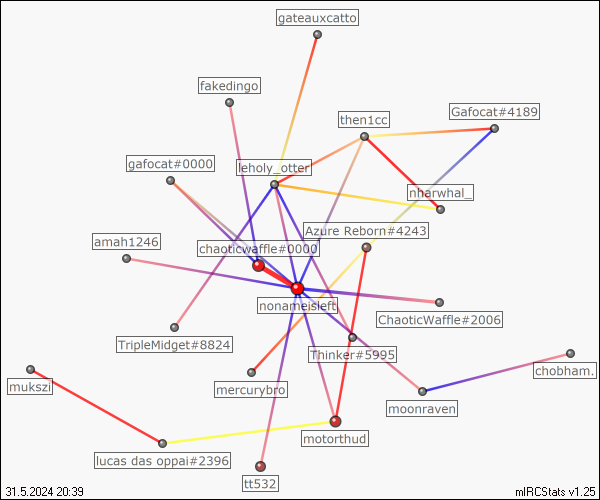 gateauxcatto
fakedingo
then1cc
Gafocat#4189
gafocat#0000
leholy_otter
nharwhal_
Azure Reborn#4243
amah1246
chaoticwaffle#0000
nonameisleft
ChaoticWaffle#2006
TripleMidget#8824
Thinker#5995
chobham.
mukszi
mercurybro
moonraven
motorthud
lucas das oppai#2396
tt532
31.5.2024 20:39
mIRCStats v1.25